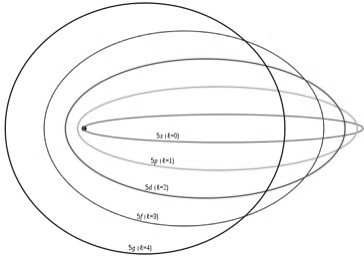 5s (ℓ=0)
5p (ℓ=1)
5d (ℓ=2)
5f (ℓ=3)
5g (ℓ=4)